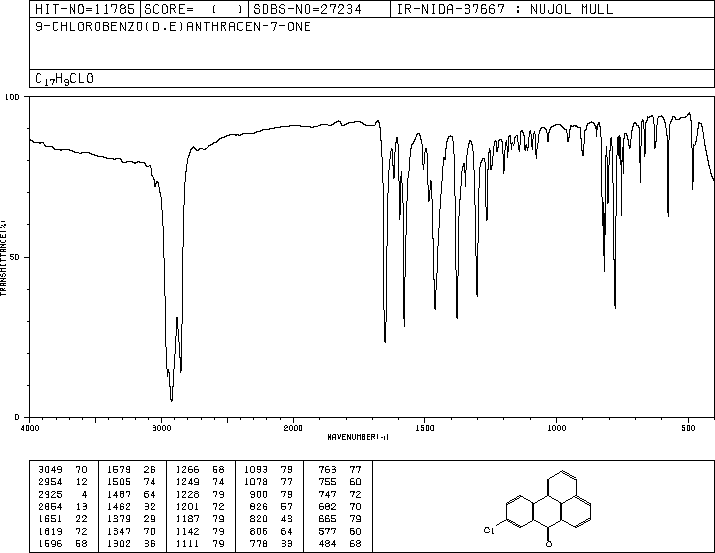 HIT-NO=11785 SCORE= ( ) SDBS-NO=27234 IR-NIDA-37667 : NUJOL MULL
9-CHLOROBENZO(D.E)ANTHRACEN-7-ONE
C17H9CLO
100
50
0
TRANSMITTANCE(%)
4000 3000 2000 1500 1000 500
WAVENUMBER(-1)
3049 70 1579 26 1266 58 1093 79 763 77
2954 12 1505 74 1249 74 1078 77 755 60
2925 4 1487 64 1228 79 900 79 747 72
2854 13 1462 32 1201 72 826 57 682 70
1651 22 1379 29 1187 79 820 43 665 79
1619 72 1347 70 1142 79 806 64 577 60
1596 58 1302 36 1111 79 778 33 484 68
Cl
O